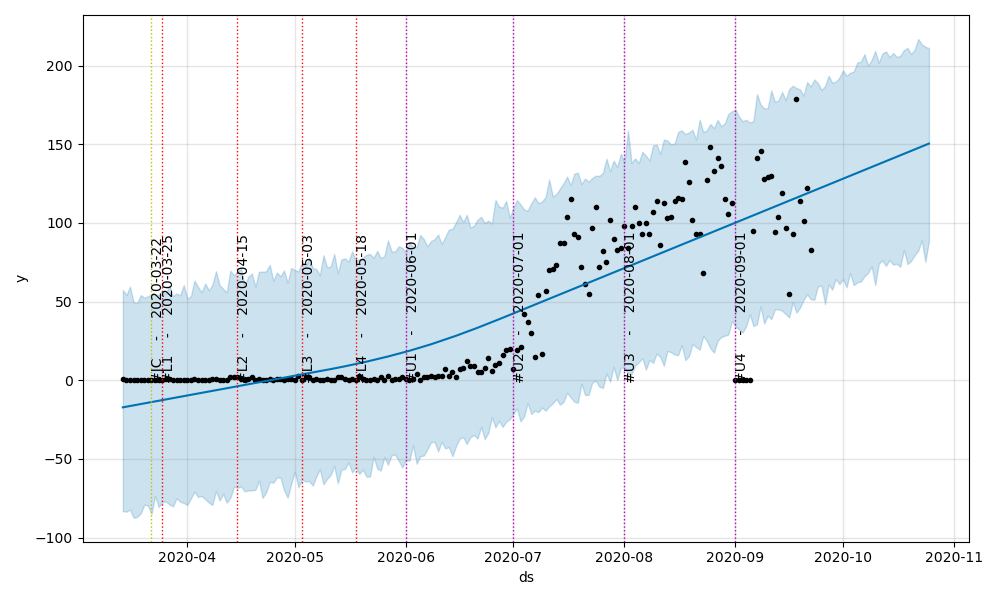 200
150
100
50
0
−50
−100
y
#JC - 2020-03-22
#L1 - 2020-03-25
#L2 - 2020-04-15
#L3 - 2020-05-03
#L4 - 2020-05-18
#U1 - 2020-06-01
#U2 - 2020-07-01
#U3 - 2020-08-01
#U4 - 2020-09-01
2020-04
2020-05
2020-06
2020-07
2020-08
2020-09
2020-10
2020-11
ds